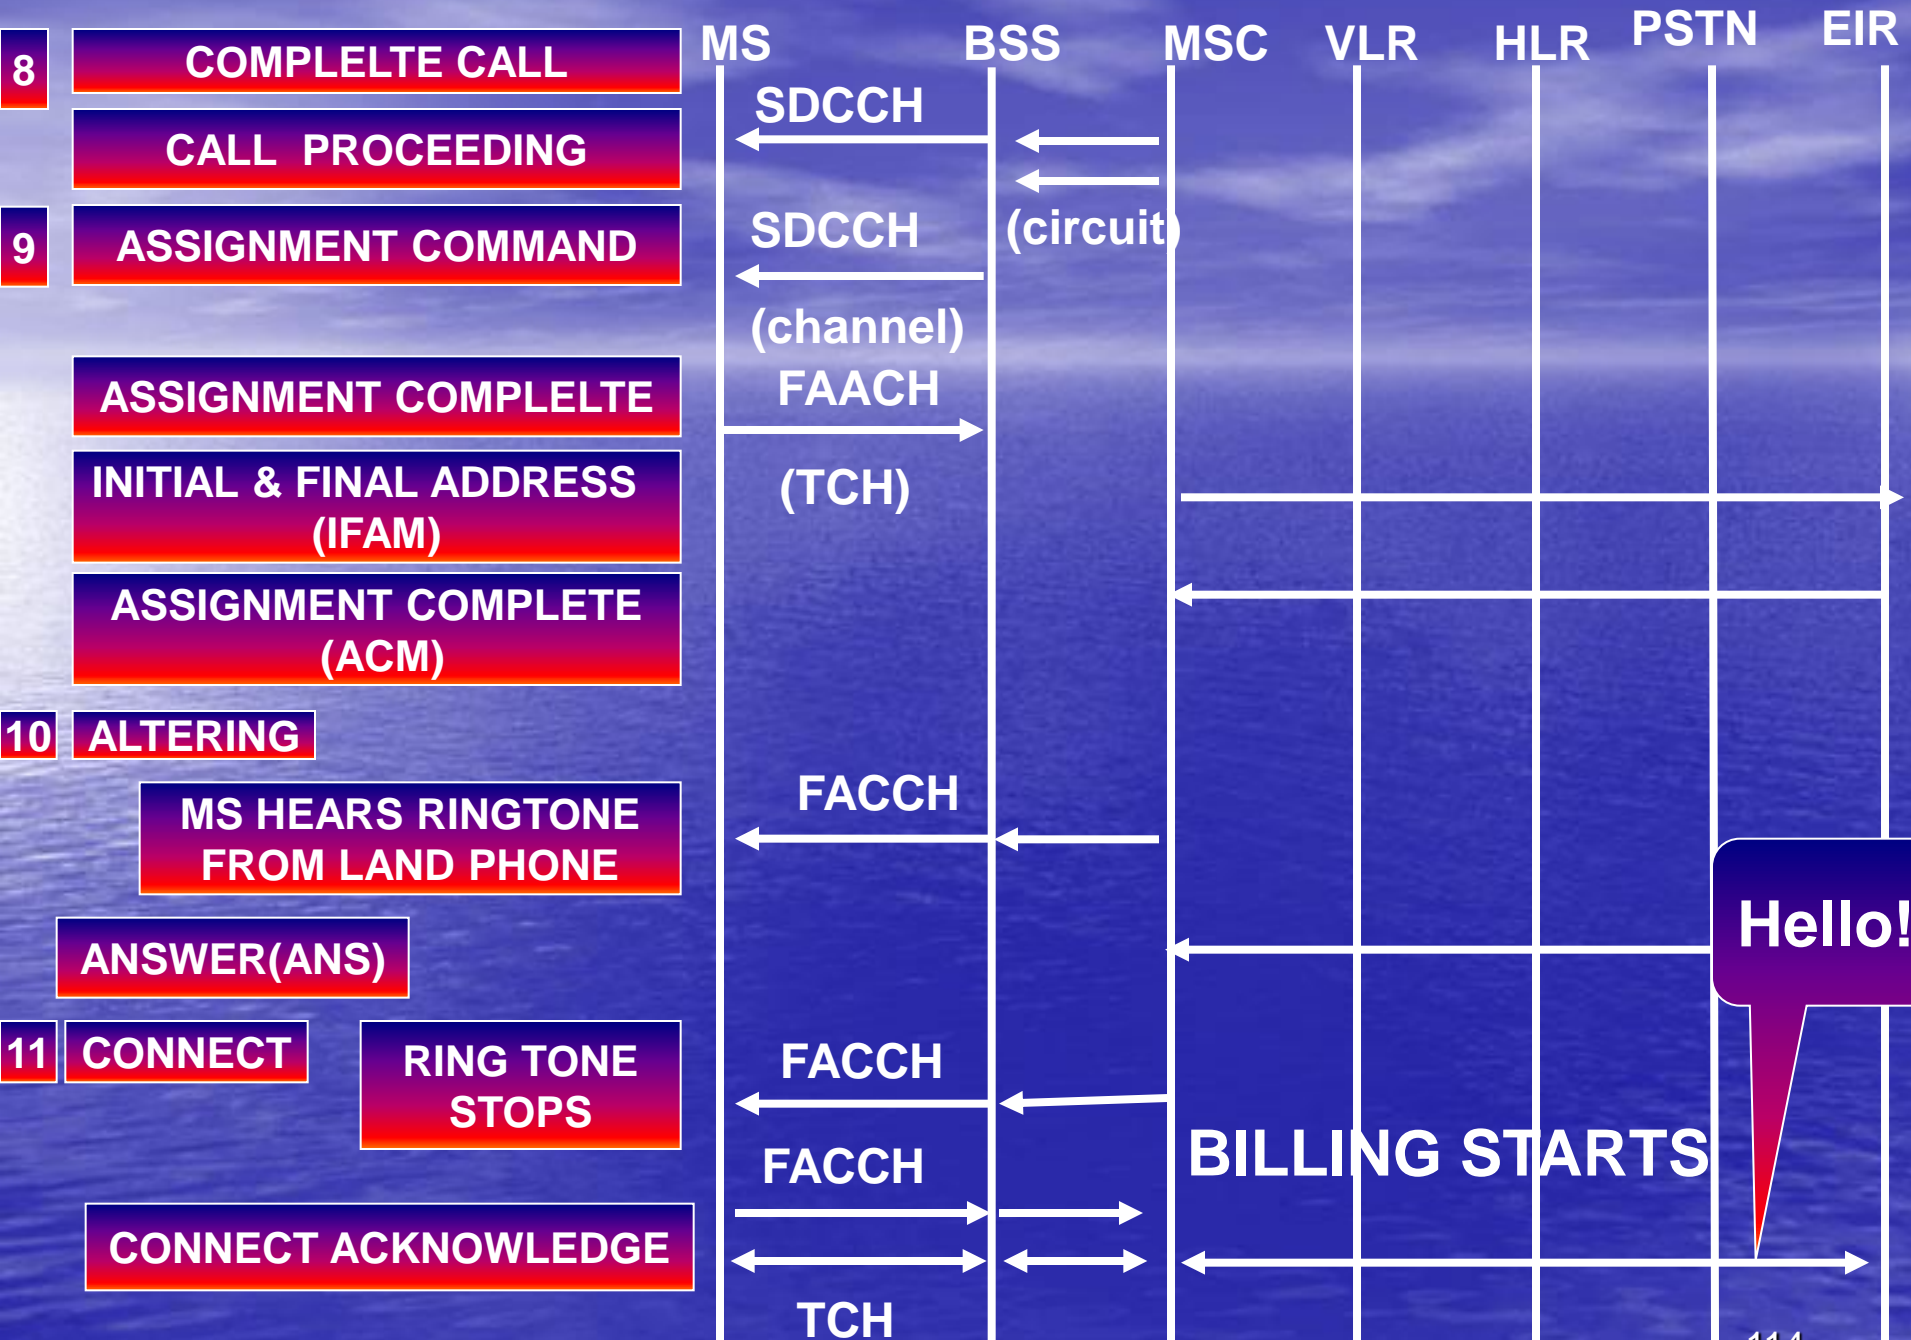 MS BSS MSC VLR HLR PSTN EIR
8 COMPLELTE CALL
SDCCH
CALL PROCEEDING
9 ASSIGNMENT COMMAND
SDCCH (circuit)
(channel)
ASSIGNMENT COMPLELTE
FAACH
(TCH)
INITIAL & FINAL ADDRESS
(IFAM)
ASSIGNMENT COMPLETE
(ACM)
10 ALTERING
MS HEARS RINGTONE
FROM LAND PHONE
FACCH
Hello!
ANSWER(ANS)
11 CONNECT
RING TONE
STOPS
FACCH
BILLING STARTS
FACCH
CONNECT ACKNOWLEDGE
TCH
114